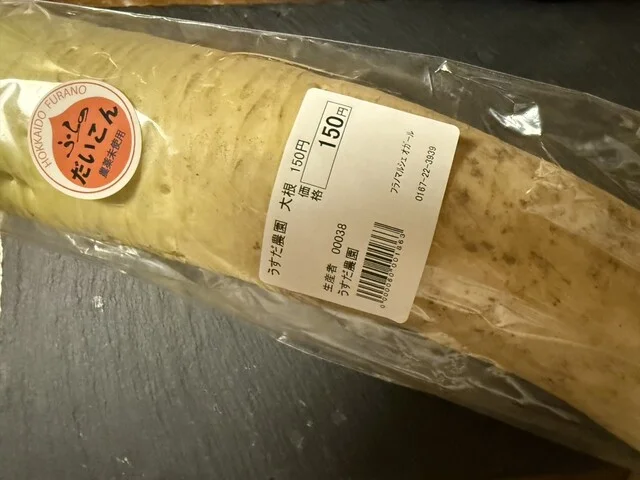 HOKKAIDO FURANO
ふらの
だいこん
農薬未使用
うすだ農園 大根 150円
価格 150円
生産者 00038
うすだ農園
フラノマルシェオガール
0167-22-3939